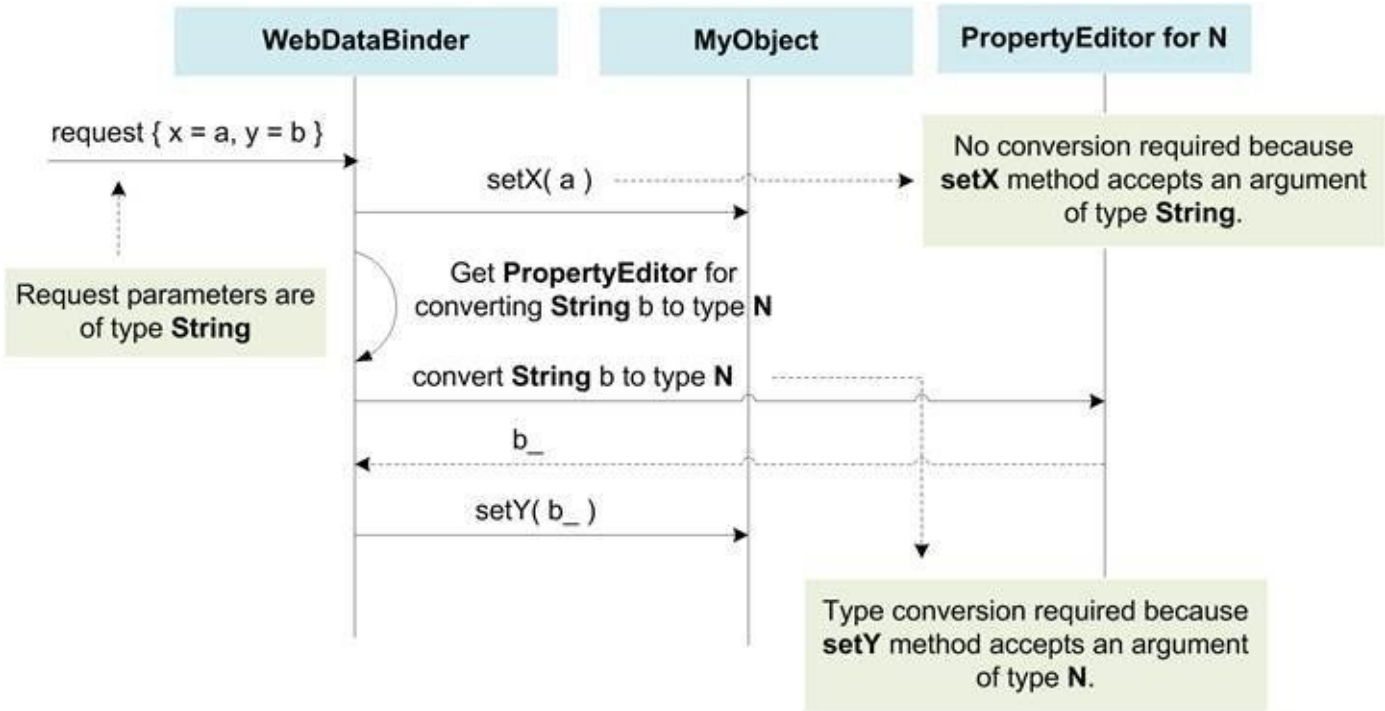 WebDataBinder
MyObject
PropertyEditor for N
request { x = a, y = b }
setX( a )
No conversion required because
setX method accepts an argument
of type String.
Request parameters are
of type String
Get PropertyEditor for
converting String b to type N
convert String b to type N
b_
setY( b_ )
Type conversion required because
setY method accepts an argument
of type N.